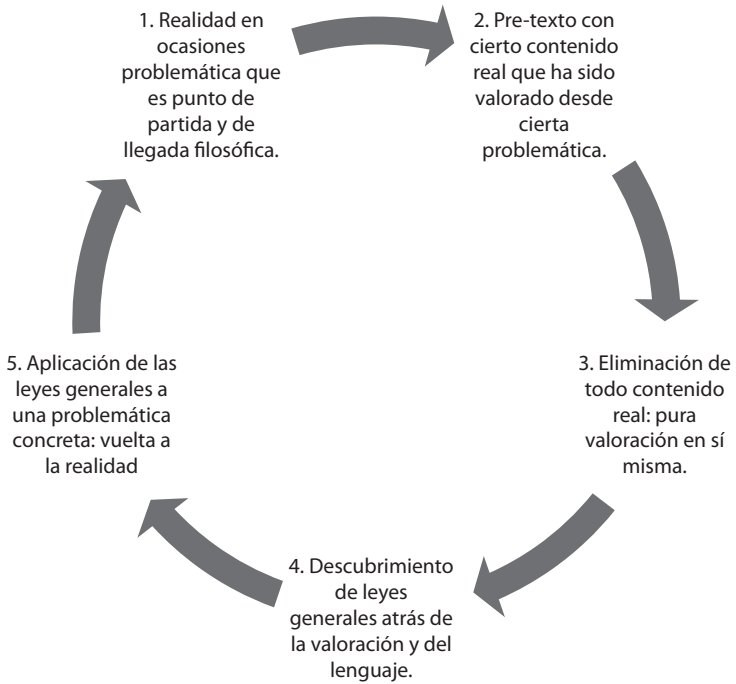 1. Realidad en
ocasiones
problemática que
es punto de
partida y de
llegada filosófica.
2. Pre-texto con
cierto contenido
real que ha sido
valorado desde
cierta
problemática.
3. Eliminación de
todo contenido
real: pura
valoración en sí
misma.
4. Descubrimiento
de leyes
generales atrás de
la valoración y del
lenguaje.
5. Aplicación de las
leyes generales a
una problemática
concreta: vuelta a
la realidad